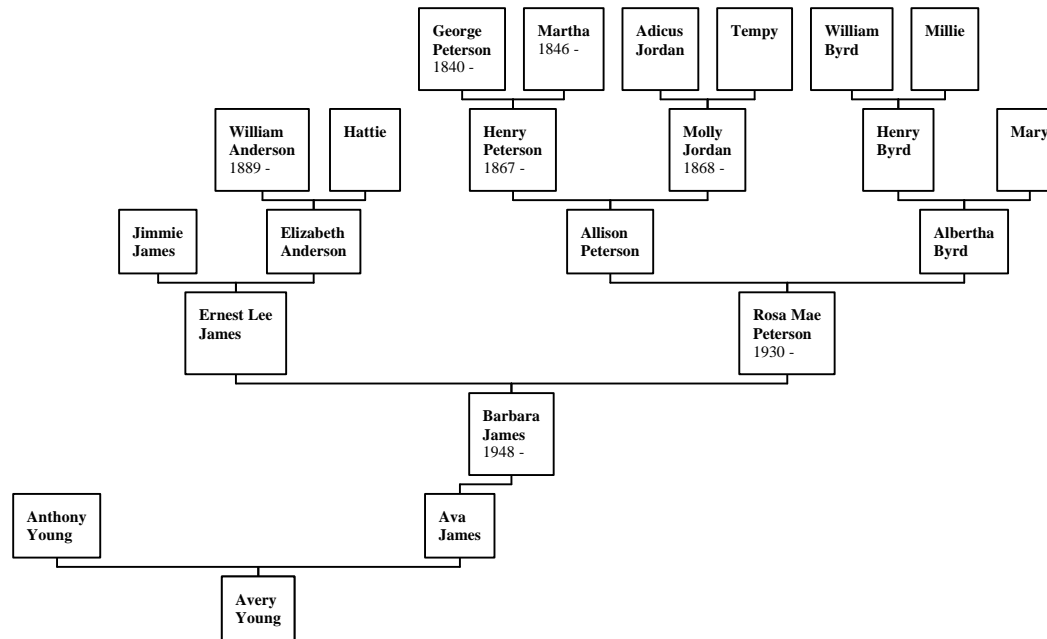 George
Peterson
1840 -
Martha
1846 -
Adicus
Jordan
Tempy
William
Byrd
Millie
William
Anderson
1889 -
Hattie
Henry
Peterson
1867 -
Molly
Jordan
1868 -
Henry
Byrd
Mary
Jimmie
James
Elizabeth
Anderson
Allison
Peterson
Albertha
Byrd
Ernest Lee
James
Rosa Mae
Peterson
1930 -
Barbara
James
1948 -
Anthony
Young
Ava
James
Avery
Young